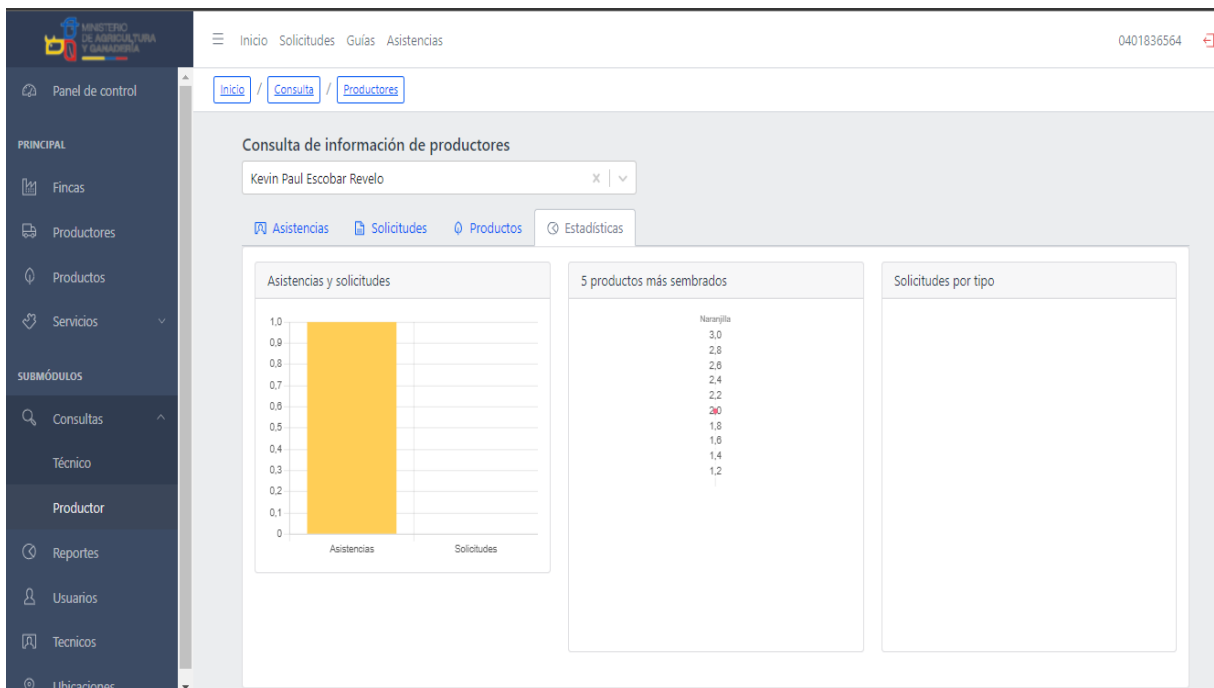 MINISTERIO
DE AGRICULTURA
Y GANADERÍA
Inicio Solicitudes Guías Asistencias
0401836564
Panel de control
PRINCIPAL
Fincas
Productores
Productos
Servicios
SUBMÓDULOS
Consultas
Técnico
Productor
Reportes
Usuarios
Tecnicos
Ubicaciones
Inicio / Consulta / Productores
Consulta de información de productores
Kevin Paul Escobar Revelo
Asistencias Solicitudes Productos Estadísticas
Asistencias y solicitudes
1,0
0,9
0,8
0,7
0,6
0,5
0,4
0,3
0,2
0,1
0
Asistencias Solicitudes
5 productos más sembrados
Naranjilla
3,0
2,8
2,6
2,4
2,2
2,0
1,8
1,6
1,4
1,2
Solicitudes por tipo